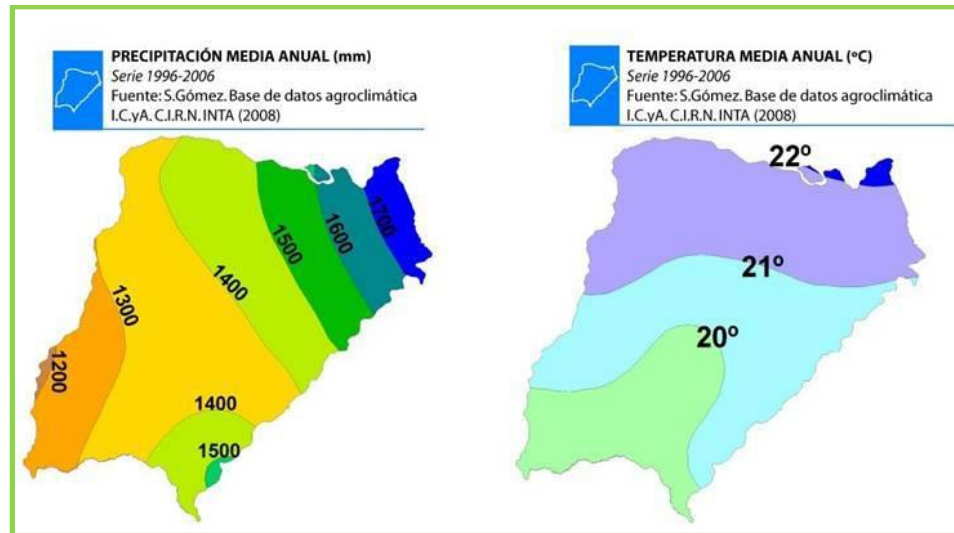 PRECIPITACIÓN MEDIA ANUAL (mm)
Serie 1996-2006
Fuente: S.Gómez. Base de datos agroclimática
I.C.yA. C.I.R.N. INTA (2008)
1700
1600
1500
1400
1300
1200
1400
1500
TEMPERATURA MEDIA ANUAL (ºC)
Serie 1996-2006
Fuente: S.Gómez. Base de datos agroclimática
I.C.yA. C.I.R.N. INTA (2008)
22º
21º
20º